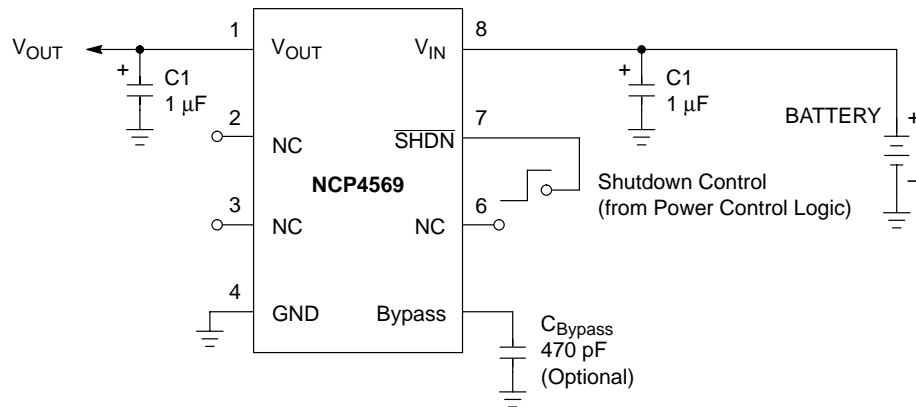 V_OUT
1
V_OUT
V_IN
8
+
C1
1 μF
+
C1
1 μF
2
NC
SHDN
7
BATTERY
+
−
NCP4569
Shutdown Control
(from Power Control Logic)
3
NC
NC
6
4
GND
Bypass
C_Bypass
470 pF
(Optional)